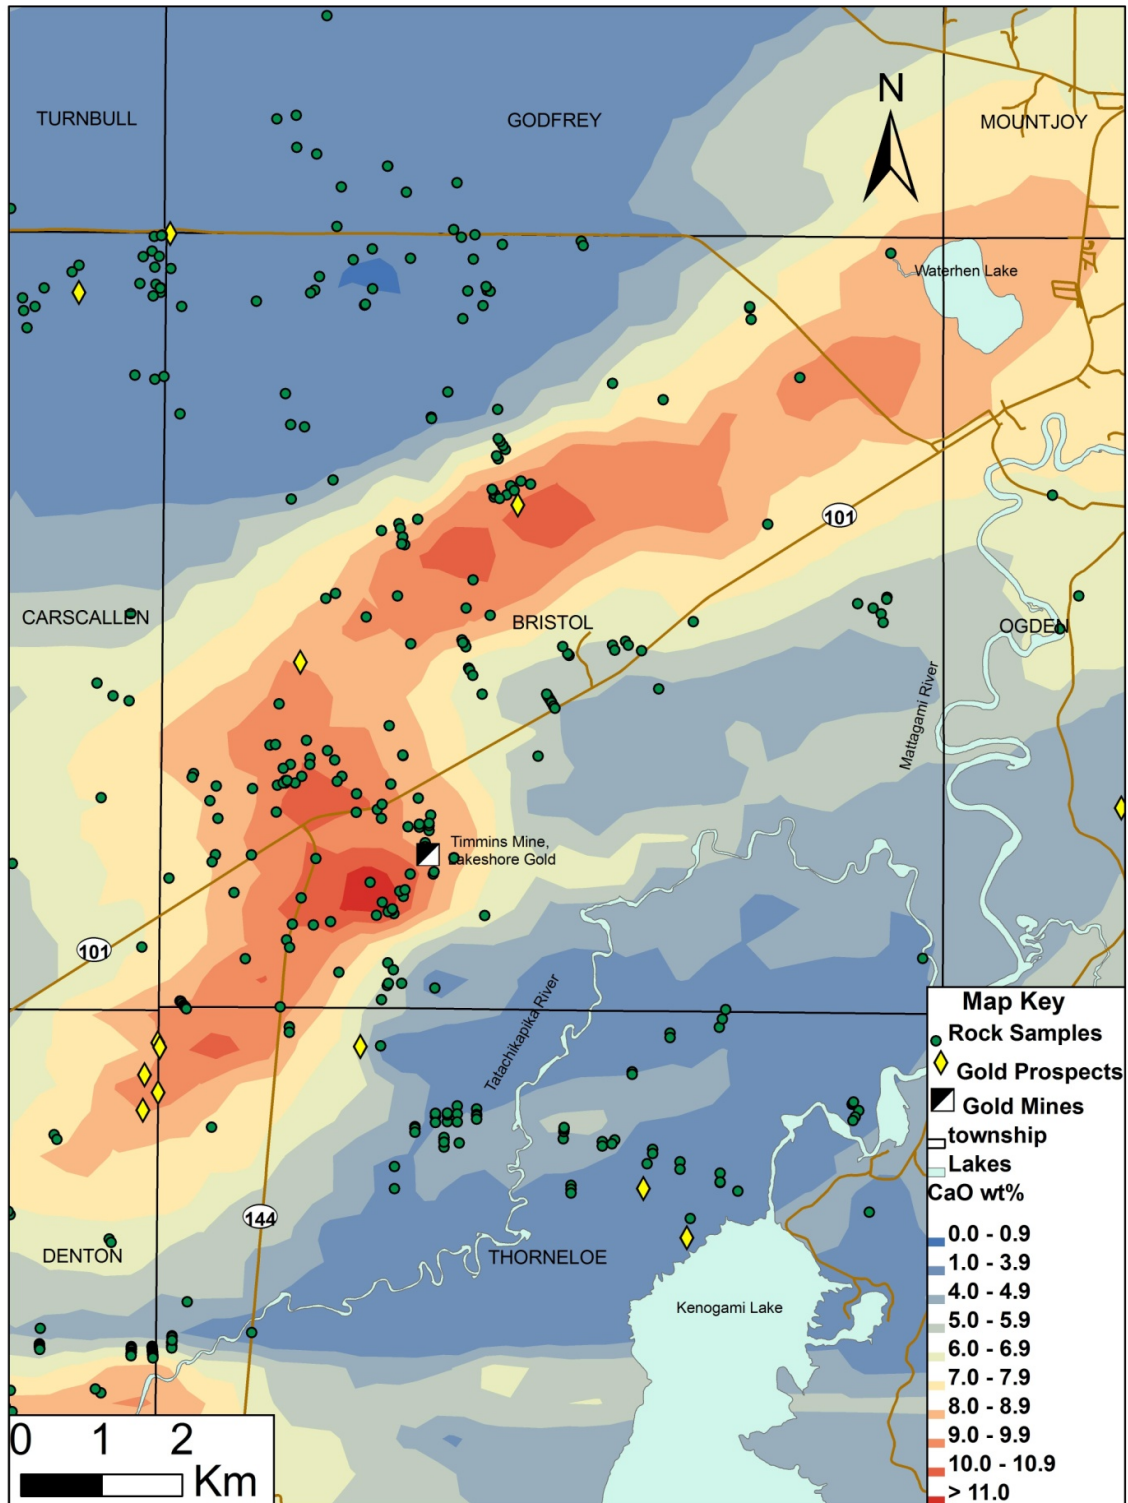 N
TURNBULL
GODFREY
MOUNTJOY
Waterhen Lake
101
CARSCALLEN
BRISTOL
OGDEN
Mattagami River
Timmins Mine,
Lakeshore Gold
101
Tatachikapika River
144
DENTON
THORNELOE
Kenogami Lake
Map Key
Rock Samples
Gold Prospects
Gold Mines
township
Lakes
CaO wt%
0.0 - 0.9
1.0 - 3.9
4.0 - 4.9
5.0 - 5.9
6.0 - 6.9
7.0 - 7.9
8.0 - 8.9
9.0 - 9.9
10.0 - 10.9
> 11.0
0 1 2
Km